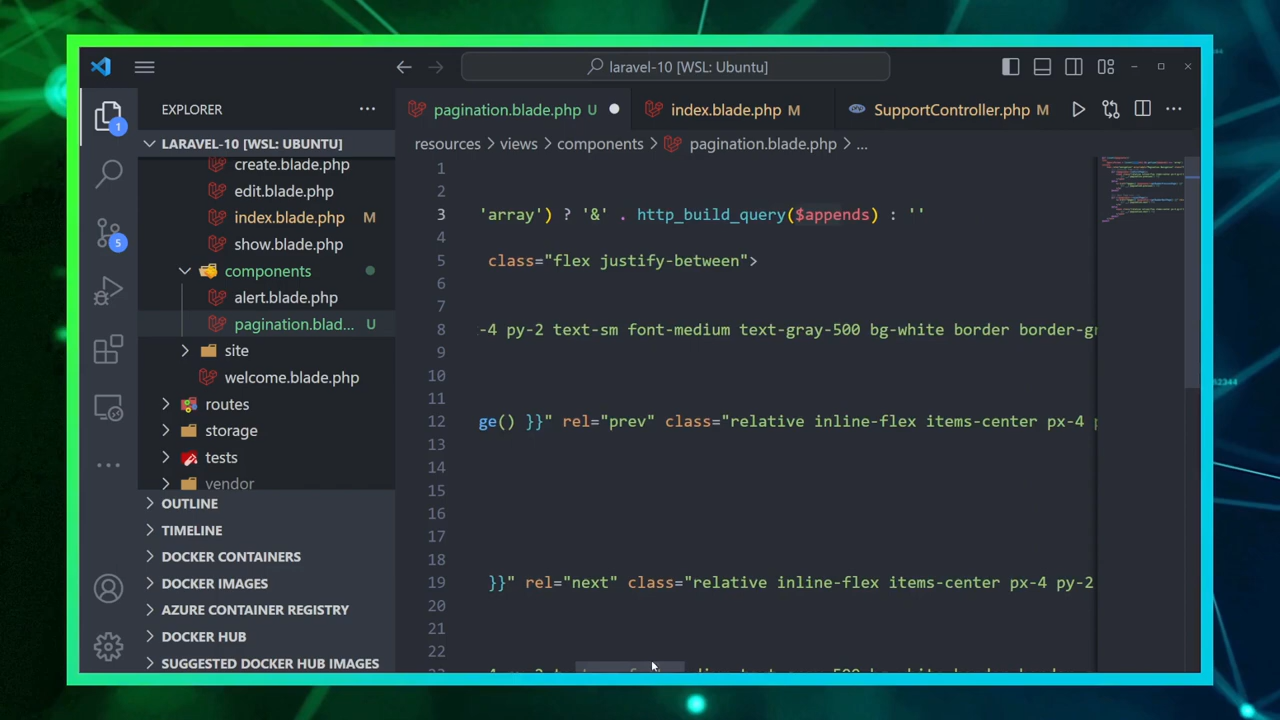 laravel-10 [WSL: Ubuntu]
EXPLORER
LARAVEL-10 [WSL: UBUNTU]
create.blade.php
edit.blade.php
index.blade.php M
show.blade.php
components
alert.blade.php
pagination.blad... U
site
welcome.blade.php
routes
storage
tests
vendor
OUTLINE
TIMELINE
DOCKER CONTAINERS
DOCKER IMAGES
AZURE CONTAINER REGISTRY
DOCKER HUB
SUGGESTED DOCKER HUB IMAGES
1
5
pagination.blade.php U
index.blade.php M
SupportController.php M
resources > views > components > pagination.blade.php > ...
1
2
3 'array') ? '&' . http_build_query($appends) : ''
4
5 class="flex justify-between">
6
7
8 -4 py-2 text-sm font-medium text-gray-500 bg-white border border-gr
9
10
11
12 ge() }}" rel="prev" class="relative inline-flex items-center px-4
13
14
15
16
17
18
19 }}" rel="next" class="relative inline-flex items-center px-4 py-2
20
21
22